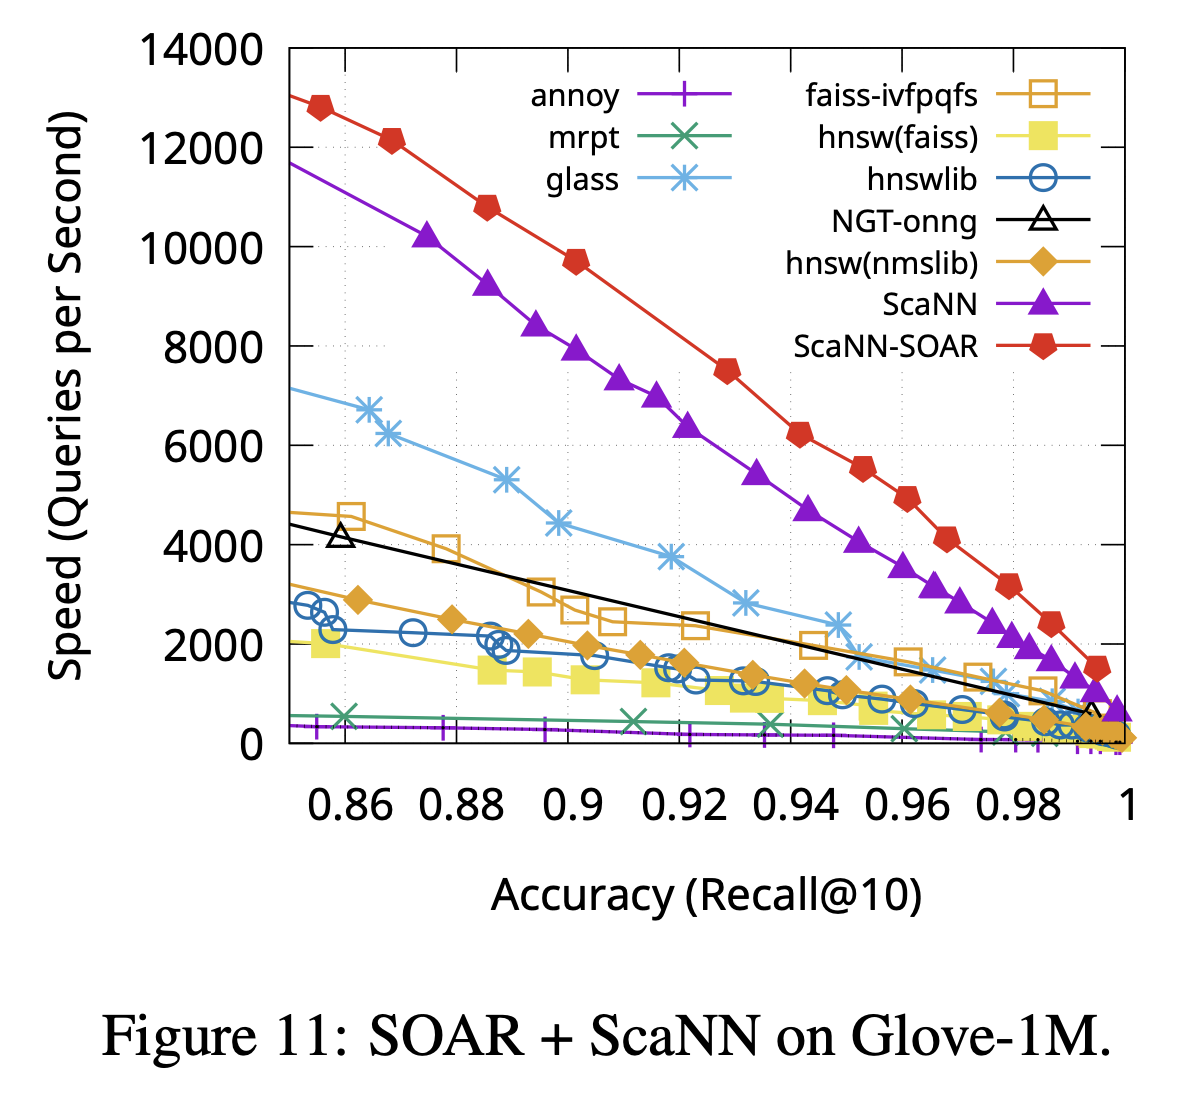 14000
12000
10000
8000
6000
4000
2000
0
Speed (Queries per Second)
annoy
mrpt
glass
faiss-ivfpqfs
hnsw(faiss)
hnswlib
NGT-onng
hnsw(nmslib)
ScaNN
ScaNN-SOAR
0.86 0.88 0.9 0.92 0.94 0.96 0.98 1
Accuracy (Recall@10)
Figure 11: SOAR + ScaNN on Glove-1M.